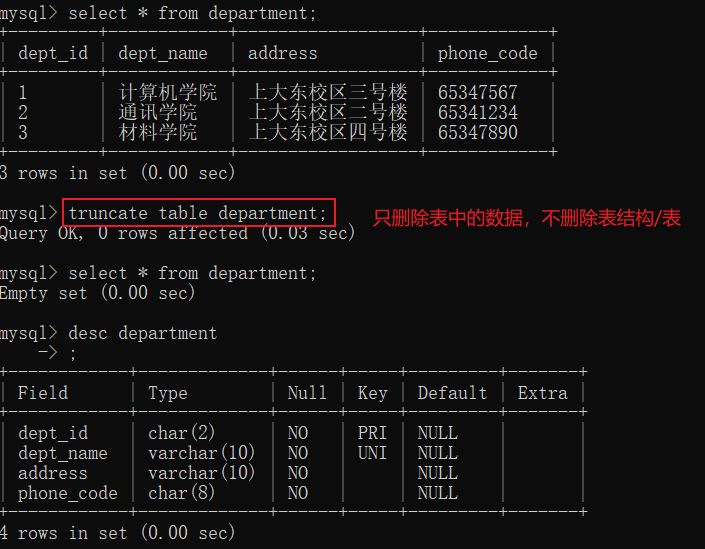 mysql> select * from department;
+---------+------------+------------------+------------+
| dept_id | dept_name | address | phone_code |
+---------+------------+------------------+------------+
| 1 | 计算机学院 | 上大东校区三号楼 | 65347567 |
| 2 | 通讯学院 | 上大东校区二号楼 | 65341234 |
| 3 | 材料学院 | 上大东校区四号楼 | 65347890 |
+---------+------------+------------------+------------+
3 rows in set (0.00 sec)
mysql> truncate table department; 只删除表中的数据，不删除表结构/表
Query OK, 0 rows affected (0.03 sec)
mysql> select * from department;
Empty set (0.00 sec)
mysql> desc department
-> ;
+------------+-------------+------+-----+---------+-------+
| Field | Type | Null | Key | Default | Extra |
+------------+-------------+------+-----+---------+-------+
| dept_id | char(2) | NO | PRI | NULL | |
| dept_name | varchar(10) | NO | UNI | NULL | |
| address | varchar(10) | NO | | NULL | |
| phone_code | char(8) | NO | | NULL | |
+------------+-------------+------+-----+---------+-------+
4 rows in set (0.00 sec)